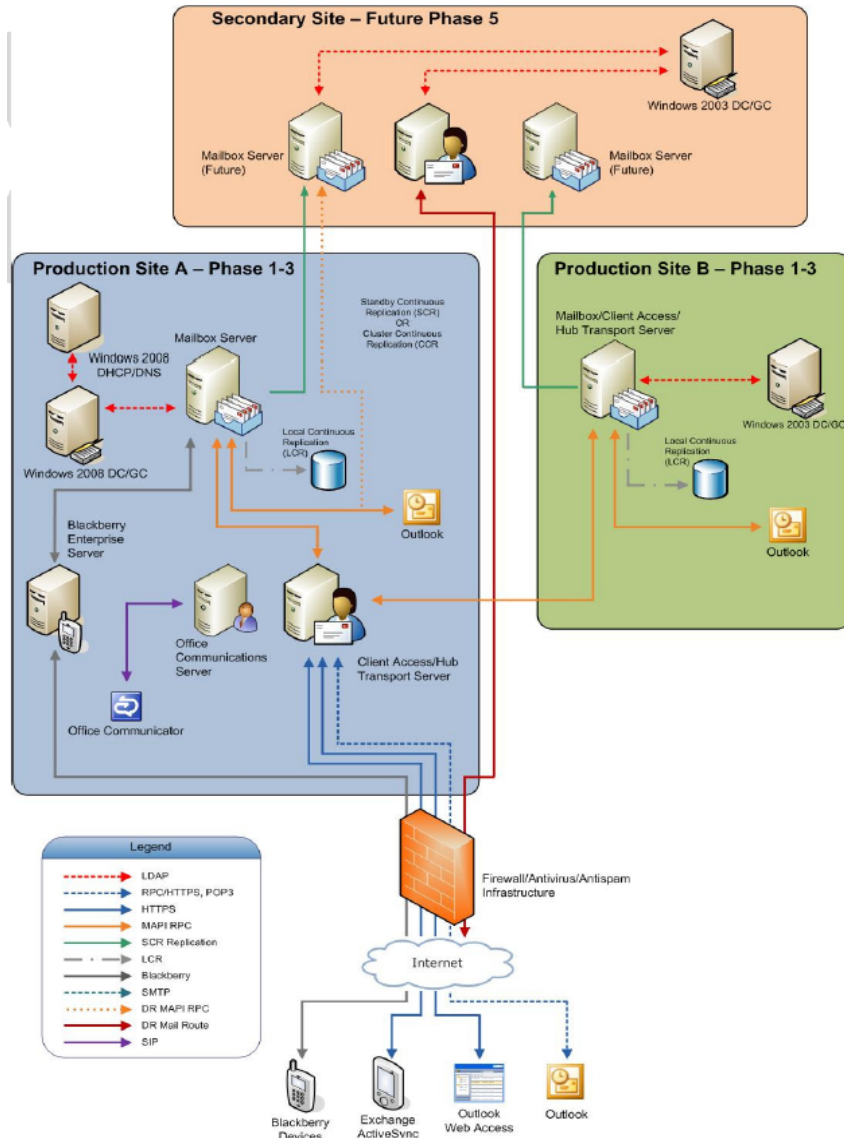 Secondary Site – Future Phase 5
Windows 2003 DC/GC
Mailbox Server
(Future)
Mailbox Server
(Future)
Production Site A – Phase 1-3
Windows 2008
DHCP/DNS
Mailbox Server
Standby Continuous
Replication (SCR)
OR
Cluster Continuous
Replication (CCR
Windows 2008 DC/GC
Local Continuous
Replication
(LCR)
Outlook
Blackberry
Enterprise
Server
Office
Communications
Server
Client Access/Hub
Transport Server
Office Communicator
Production Site B – Phase 1-3
Mailbox/Client Access/
Hub Transport Server
Windows 2003 DC/GC
Local Continuous
Replication
(LCR)
Outlook
Firewall/Antivirus/Antispam
Infrastructure
Internet
Legend
LDAP
RPC/HTTPS, POP3
HTTPS
MAPI RPC
SCR Replication
LCR
Blackberry
SMTP
DR MAPI RPC
DR Mail Route
SIP
Blackberry
Devices
Exchange
ActiveSync
Outlook
Web Access
Outlook